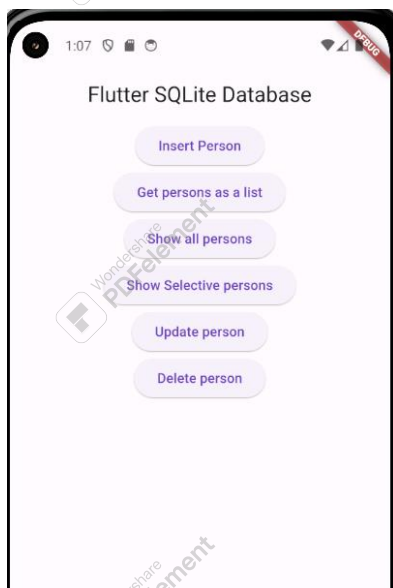 1:07
DEBUG
Flutter SQLite Database
Insert Person
Get persons as a list
Show all persons
Show Selective persons
Update person
Delete person
Wondershare
PDFelement